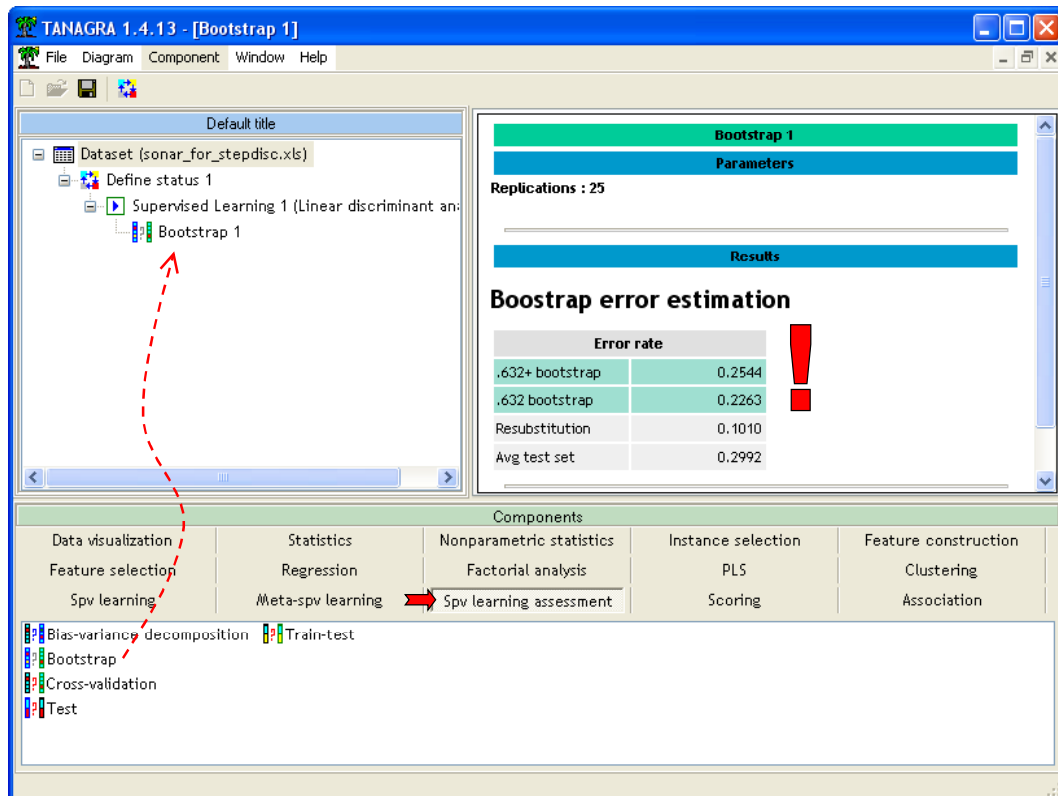 TANAGRA 1.4.13 - [Bootstrap 1]
File Diagram Component Window Help
Default title
Dataset (sonar_for_stepdisc.xls)
Define status 1
Supervised Learning 1 (Linear discriminant an
Bootstrap 1
Bootstrap 1
Parameters
Replications : 25
Results
Boostrap error estimation
Error rate
.632+ bootstrap 0.2544
.632 bootstrap 0.2263
Resubstitution 0.1010
Avg test set 0.2992
!
Components
Data visualization Statistics Nonparametric statistics Instance selection Feature construction
Feature selection Regression Factorial analysis PLS Clustering
Spv learning Meta-spv learning Spv learning assessment Scoring Association
Bias-variance decomposition Train-test
Bootstrap
Cross-validation
Test